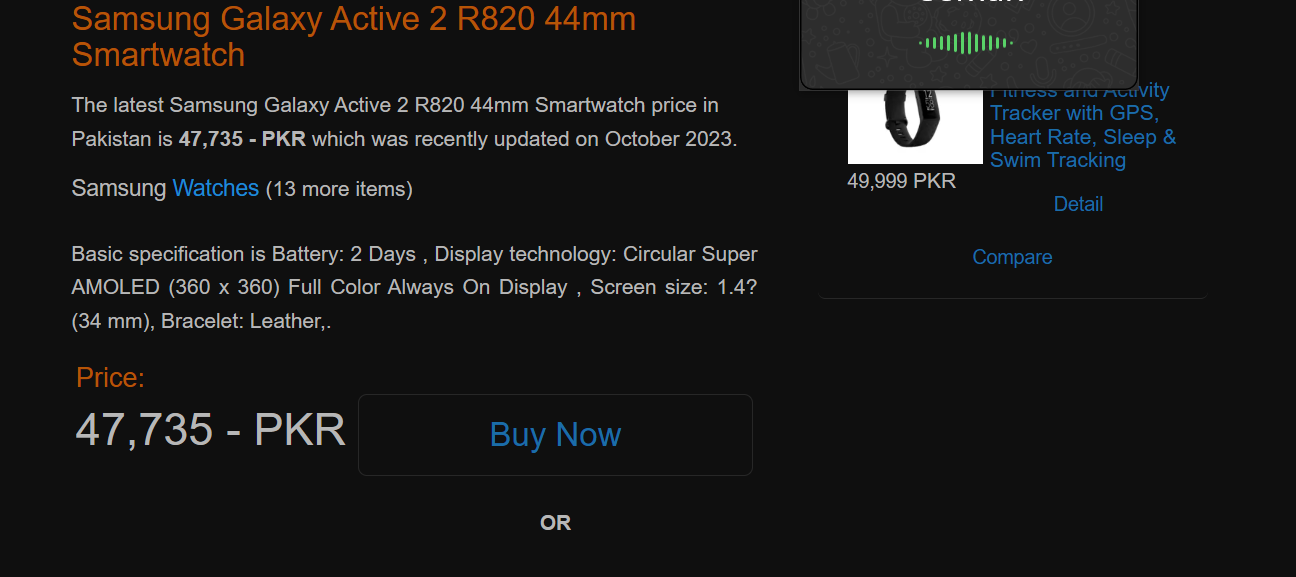 Samsung Galaxy Active 2 R820 44mm
Smartwatch
The latest Samsung Galaxy Active 2 R820 44mm Smartwatch price in
Pakistan is 47,735 - PKR which was recently updated on October 2023.
Samsung Watches (13 more items)
Basic specification is Battery: 2 Days , Display technology: Circular Super
AMOLED (360 x 360) Full Color Always On Display , Screen size: 1.4?
(34 mm), Bracelet: Leather,.
Price:
47,735 - PKR
Buy Now
OR
Fitness and Activity
Tracker with GPS,
Heart Rate, Sleep &
Swim Tracking
49,999 PKR
Detail
Compare